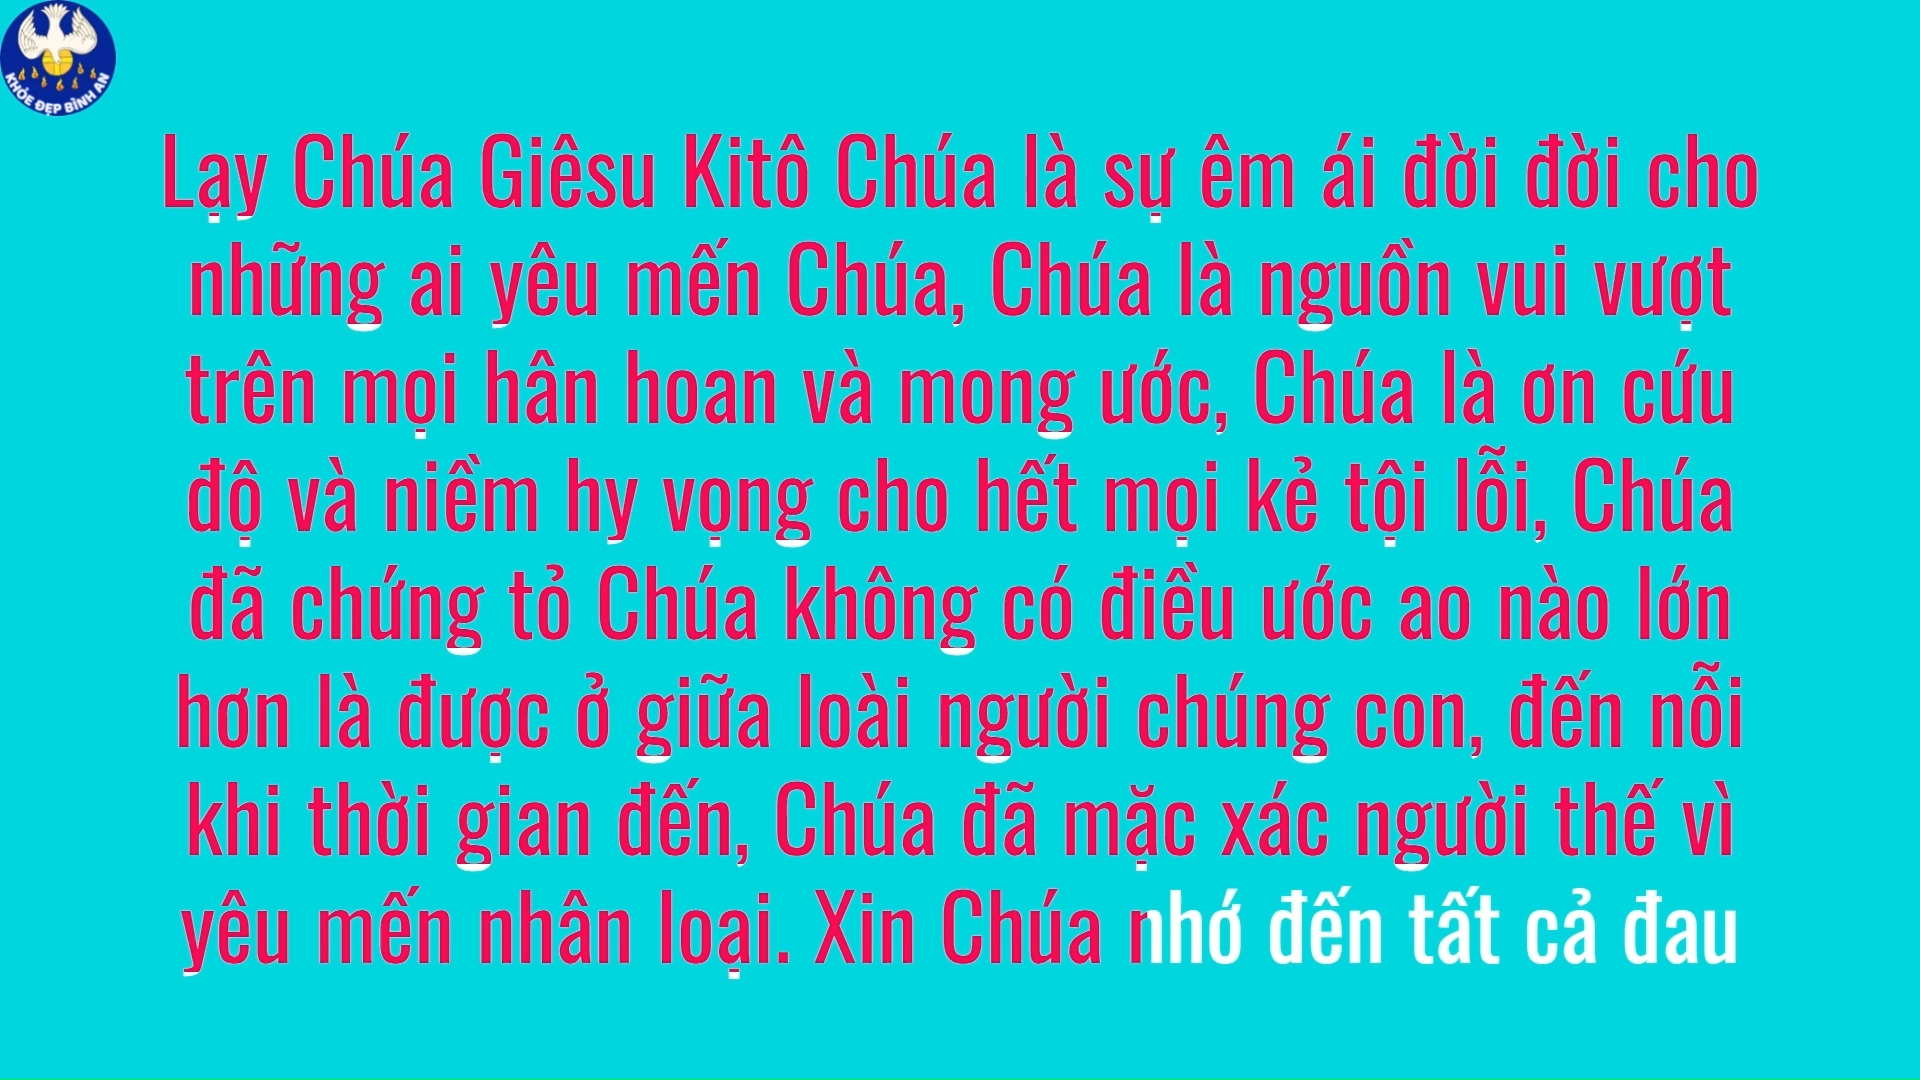 KHỎE ĐẸP BÌNH AN
Lạy Chúa Giêsu Kitô Chúa là sự êm ái đời đời cho
những ai yêu mến Chúa, Chúa là nguồn vui vượt
trên mọi hân hoan và mong ước, Chúa là ơn cứu
độ và niềm hy vọng cho hết mọi kẻ tội lỗi, Chúa
đã chứng tỏ Chúa không có điều ước ao nào lớn
hơn là được ở giữa loài người chúng con, đến nỗi
khi thời gian đến, Chúa đã mặc xác người thế vì
yêu mến nhân loại. Xin Chúa nhớ đến tất cả đau